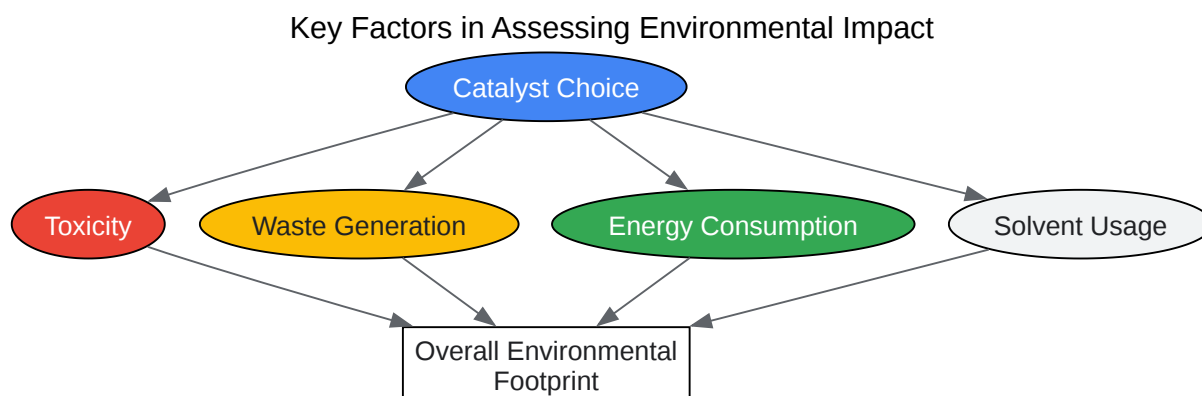 Key Factors in Assessing Environmental Impact
Catalyst Choice
Toxicity
Waste Generation
Energy Consumption
Solvent Usage
Overall Environmental
Footprint